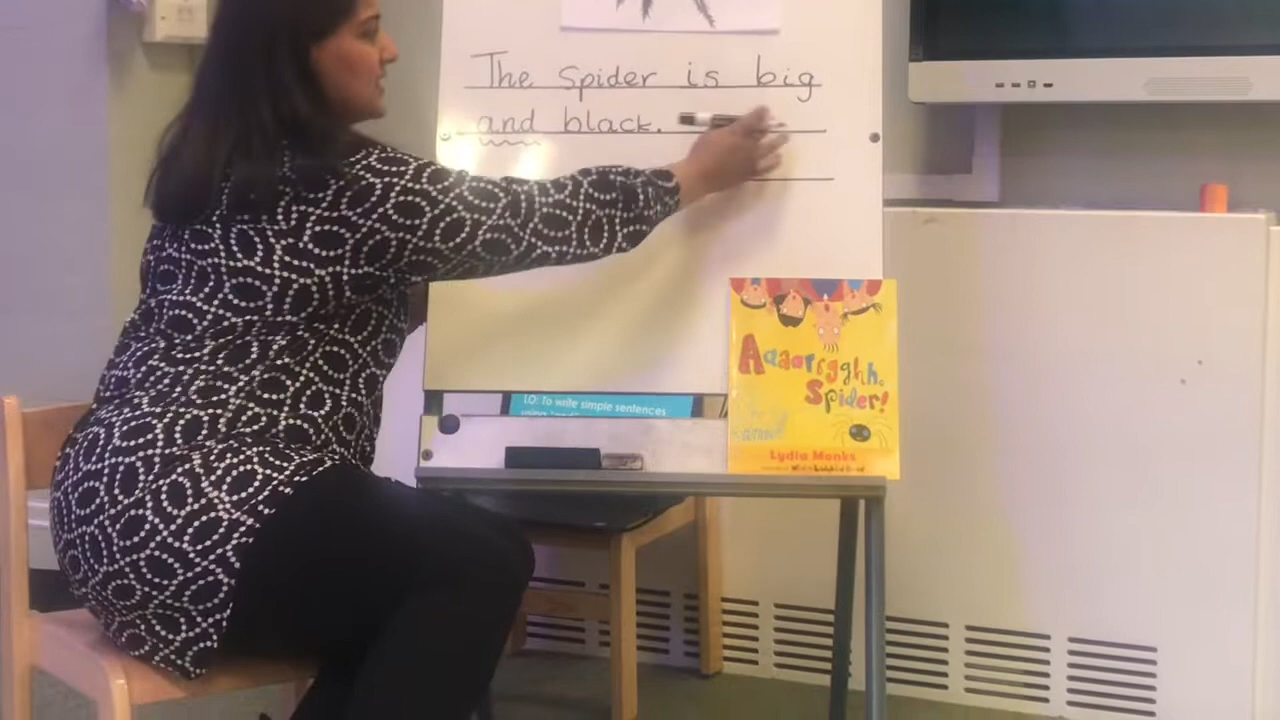 The Spider is big
and black.
LO: To write simple sentences
Aaaarrgghh,
Spider!
Lydia Monks